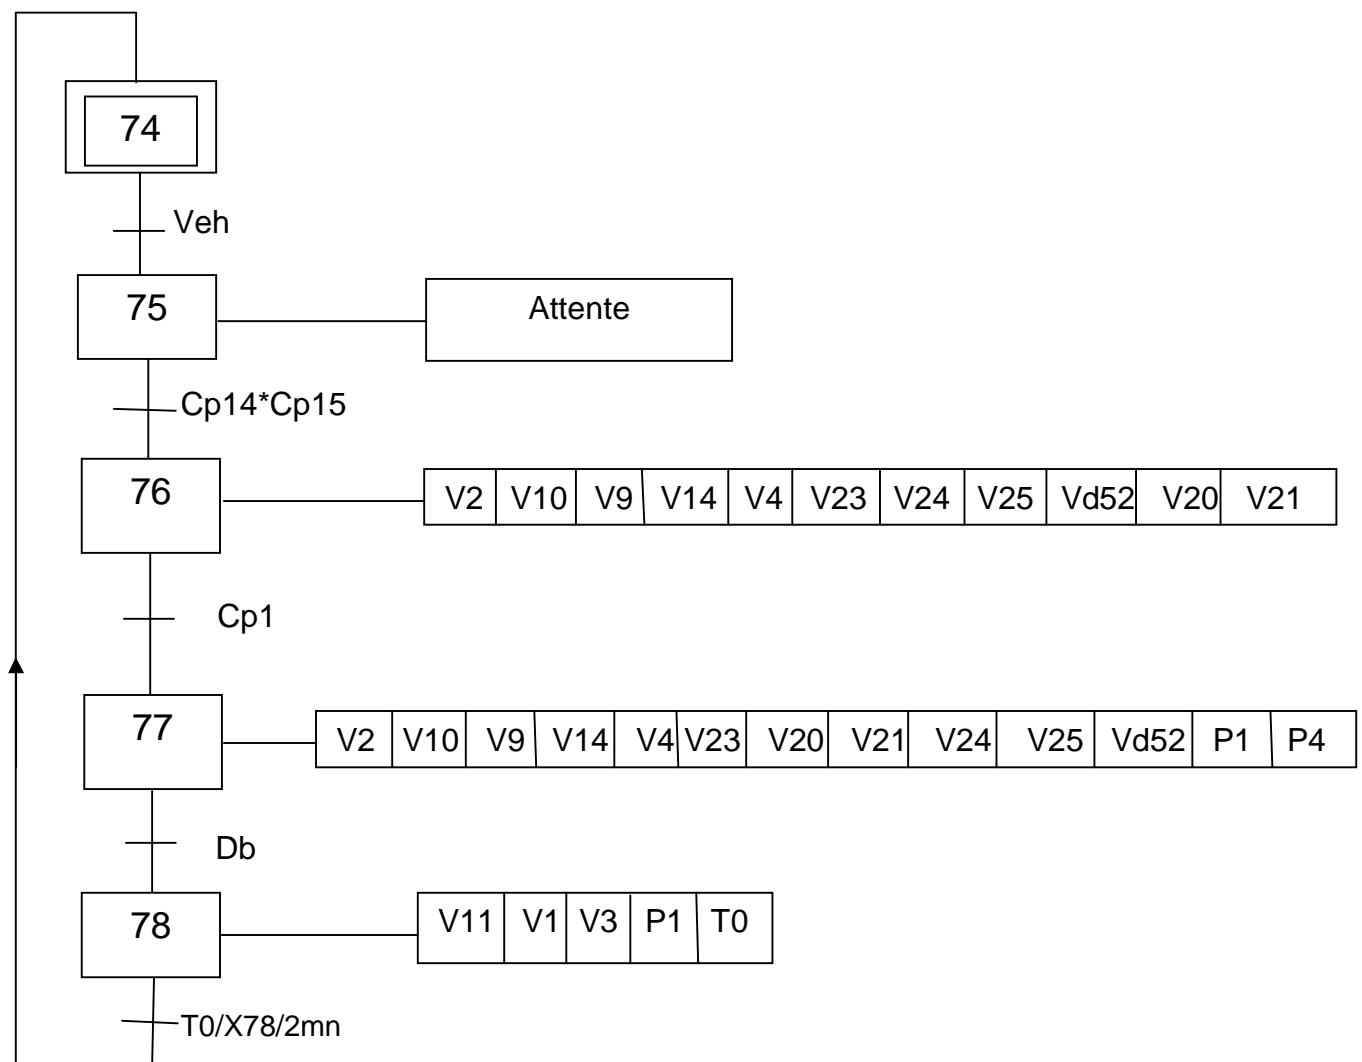 74
Veh
75 Attente
Cp14*Cp15
76 V2 V10 V9 V14 V4 V23 V24 V25 Vd52 V20 V21
Cp1
77 V2 V10 V9 V14 V4 V23 V20 V21 V24 V25 Vd52 P1 P4
Db
78 V11 V1 V3 P1 T0
T0/X78/2mn